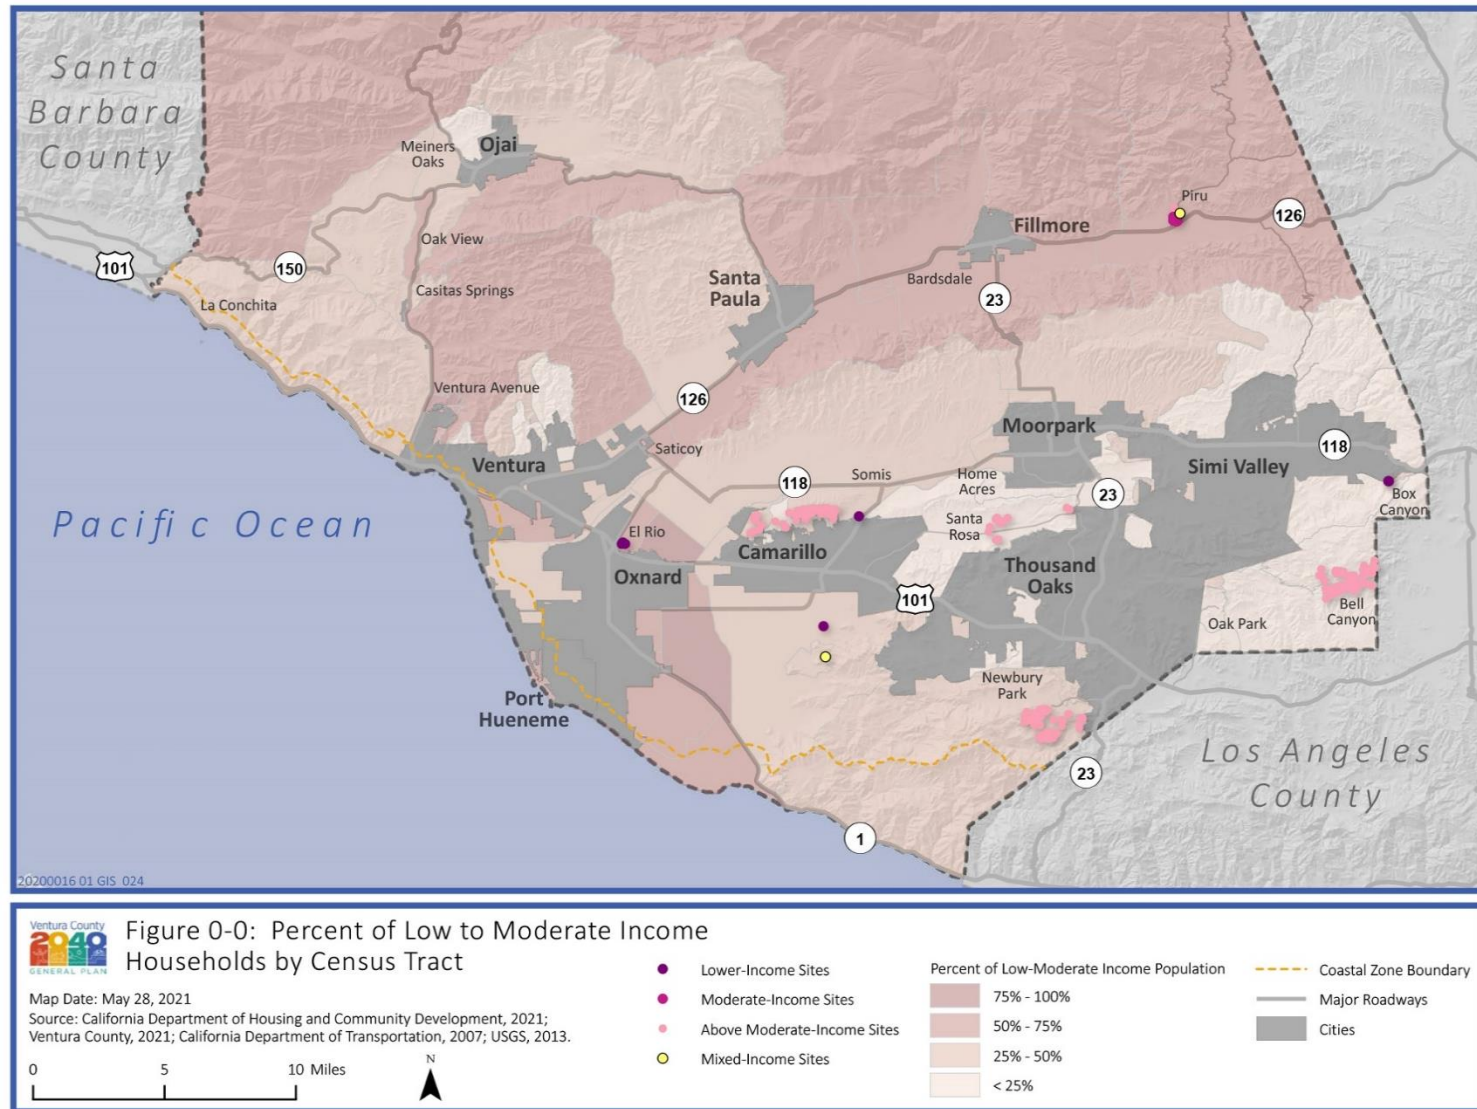 Santa
Barbara
County
Meiners
Oaks
Ojai
Piru
126
Fillmore
101
150
Oak View
Santa
Paula
Bardsdale
23
Casitas Springs
La Conchita
Ventura Avenue
126
Moorpark
118
Saticoy
Ventura
Simi Valley
Somis
Home
Acres
118
23
Box
Canyon
Pacific Ocean
El Rio
Santa
Rosa
Camarillo
Thousand
Oaks
Oxnard
101
Bell
Canyon
Oak Park
Newbury
Park
Port
Hueneme
Los Angeles
County
23
1
20200016 01 GIS 024
Ventura County
2040
GENERAL PLAN
Figure 0-0: Percent of Low to Moderate Income
Households by Census Tract
Map Date: May 28, 2021
Source: California Department of Housing and Community Development, 2021;
Ventura County, 2021; California Department of Transportation, 2007; USGS, 2013.
0 5 10 Miles
N
Lower-Income Sites
Moderate-Income Sites
Above Moderate-Income Sites
Mixed-Income Sites
Percent of Low-Moderate Income Population
75% - 100%
50% - 75%
25% - 50%
< 25%
Coastal Zone Boundary
Major Roadways
Cities